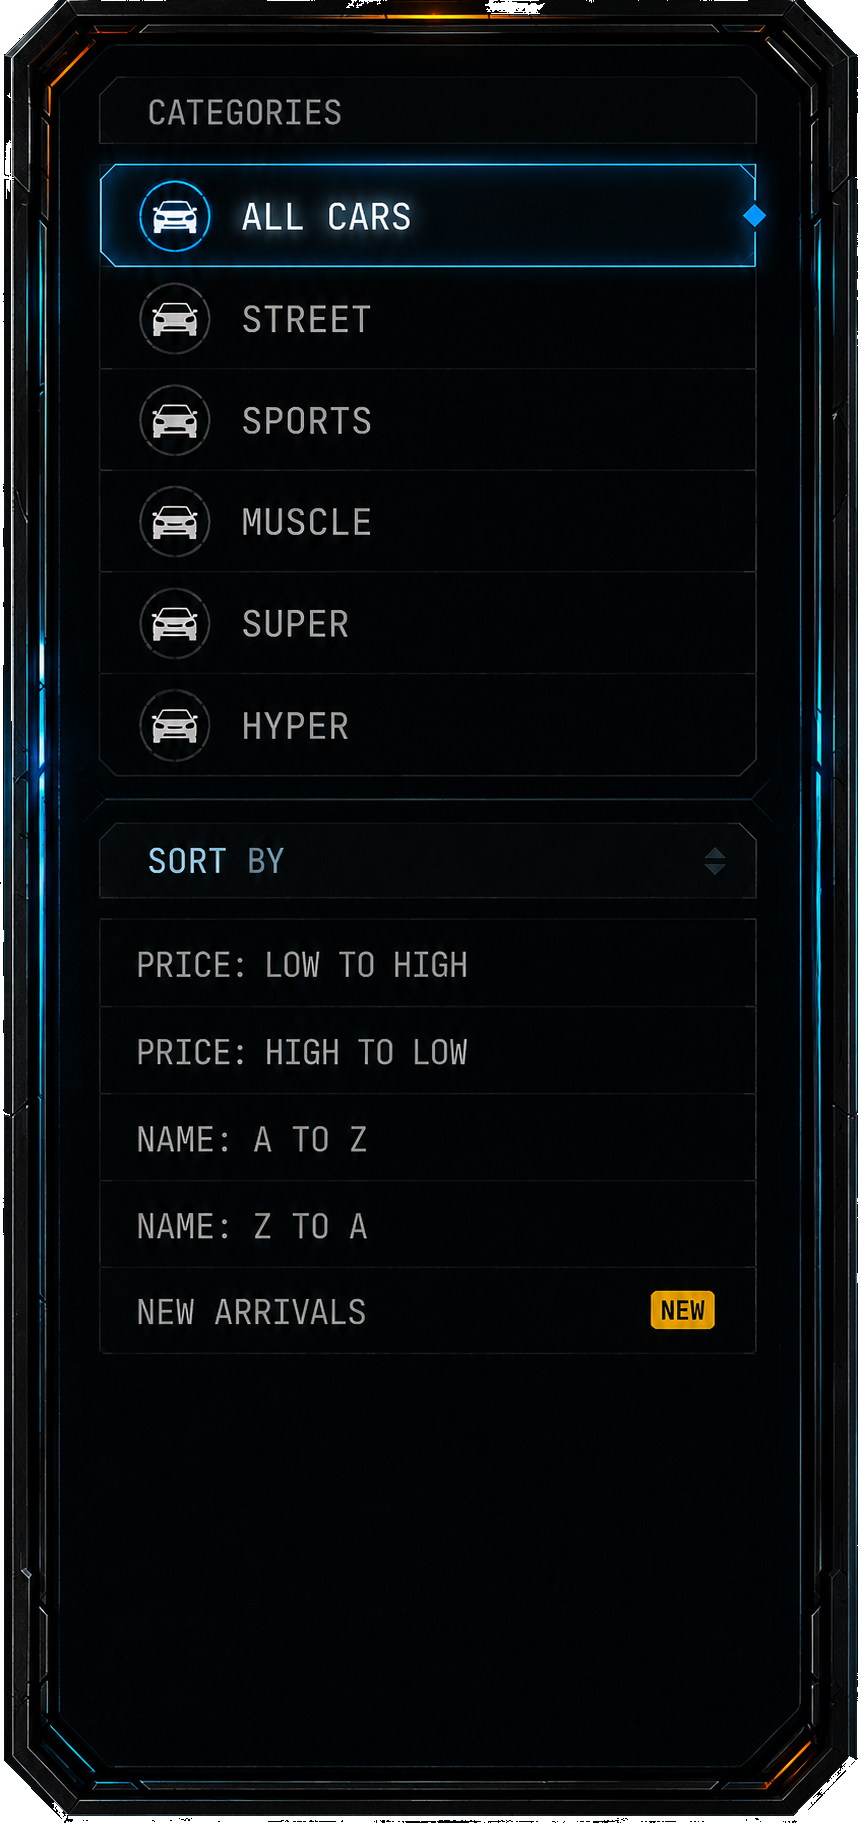 CATEGORIES
ALL CARS
STREET
SPORTS
MUSCLE
SUPER
HYPER
SORT BY
PRICE: LOW TO HIGH
PRICE: HIGH TO LOW
NAME: A TO Z
NAME: Z TO A
NEW ARRIVALS NEW